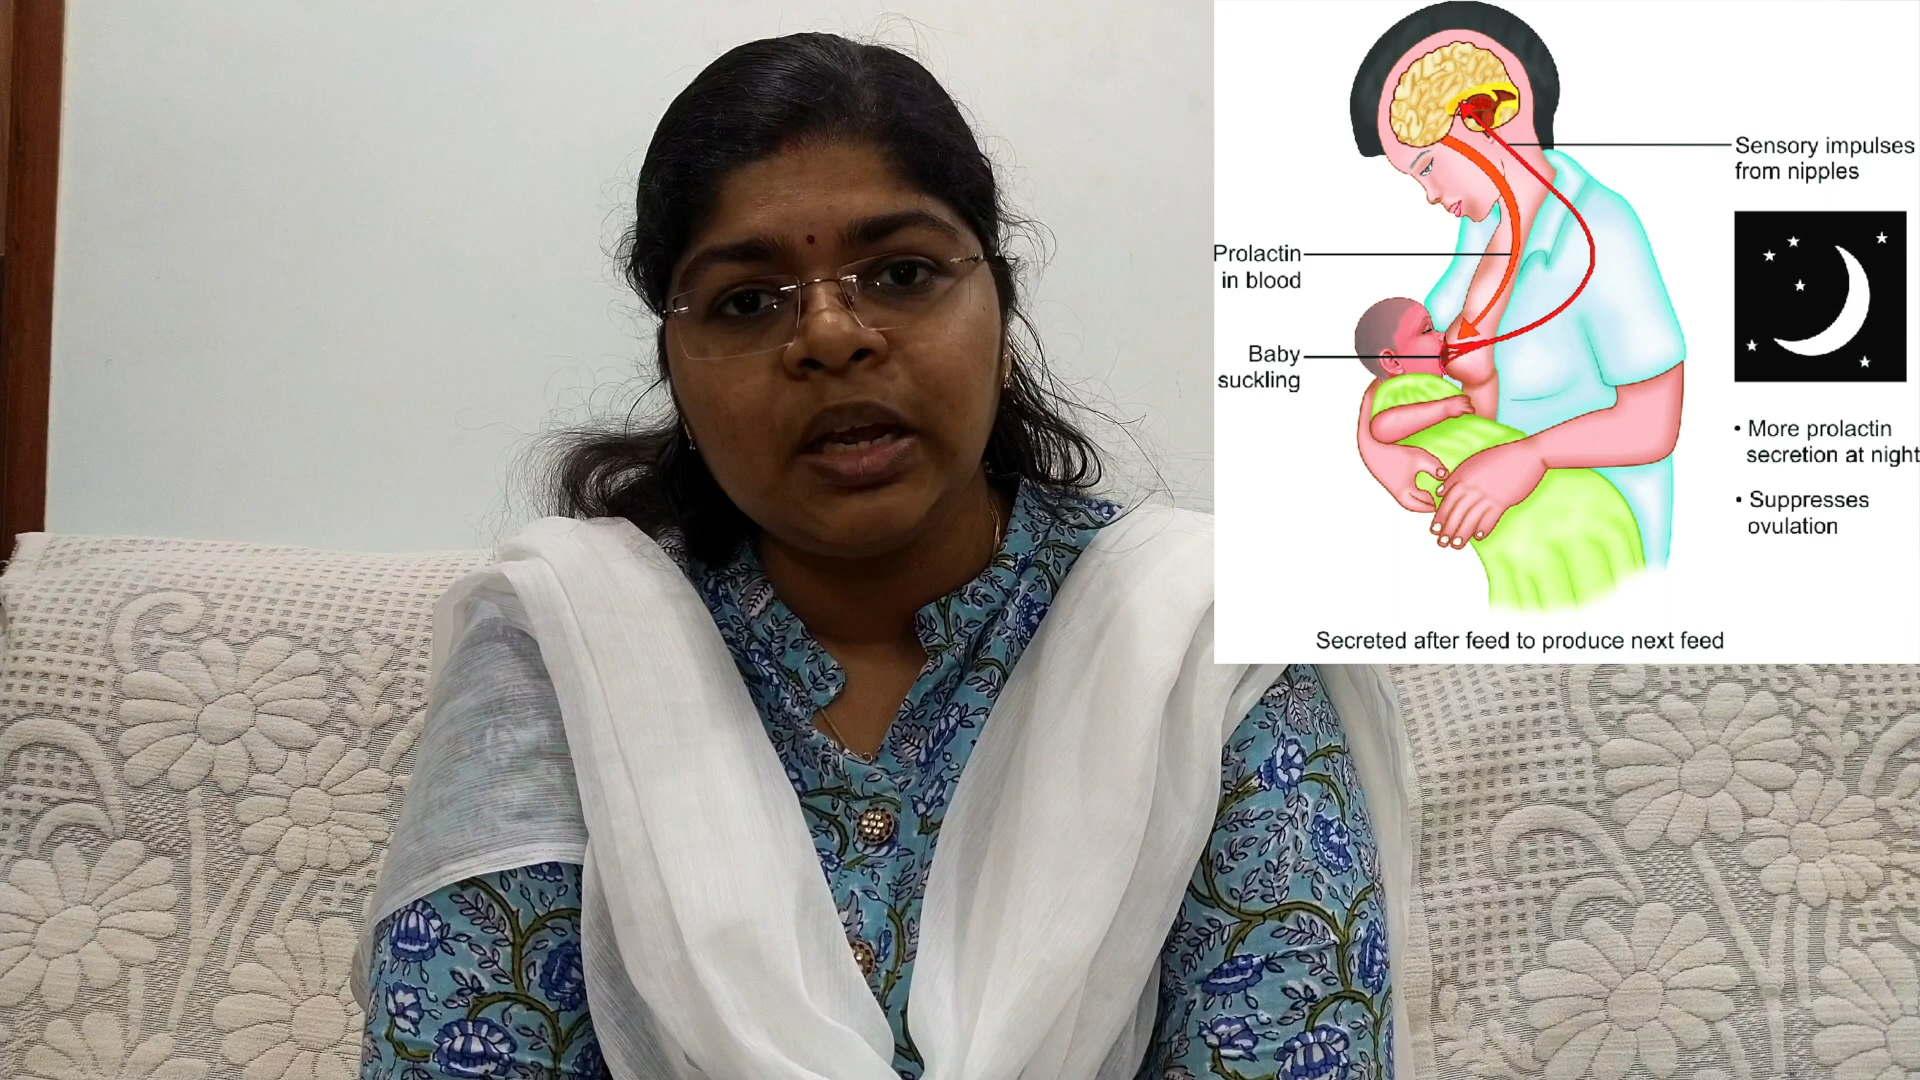 Sensory impulses
from nipples
Prolactin
in blood
Baby
suckling
• More prolactin
secretion at night
• Suppresses
ovulation
Secreted after feed to produce next feed